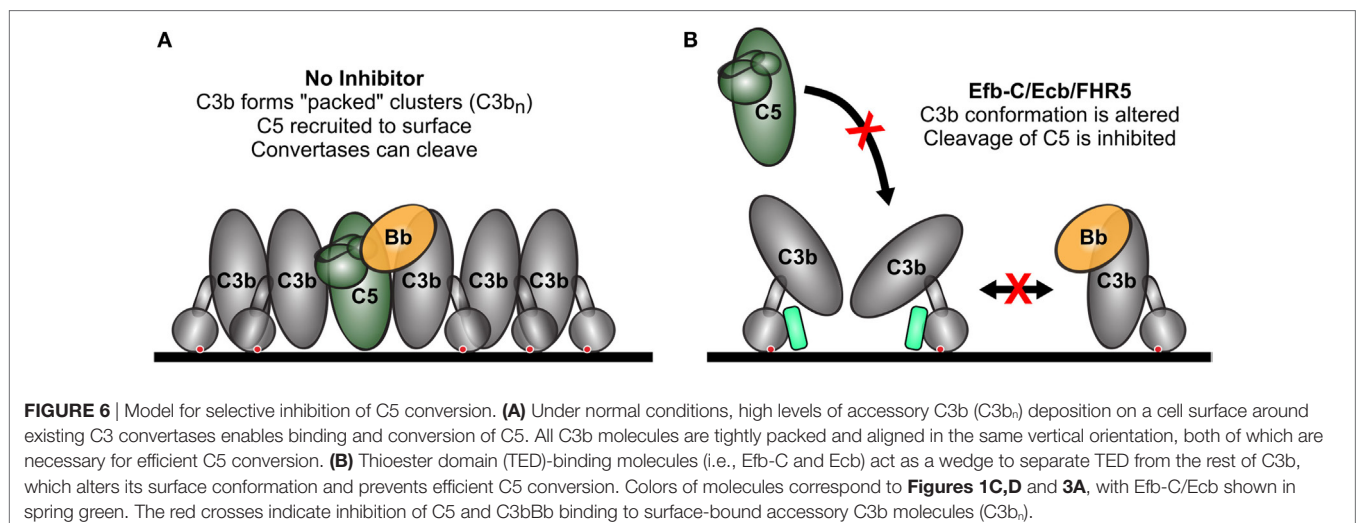 A
No Inhibitor
C3b forms "packed" clusters (C3bn)
C5 recruited to surface
Convertases can cleave
C3b
C3b
C5
Bb
C3b
C3b
C3b
B
C5
Efb-C/Ecb/FHR5
C3b conformation is altered
Cleavage of C5 is inhibited
C3b
C3b
Bb
C3b
FIGURE 6 | Model for selective inhibition of C5 conversion. (A) Under normal conditions, high levels of accessory C3b (C3bn) deposition on a cell surface around
existing C3 convertases enables binding and conversion of C5. All C3b molecules are tightly packed and aligned in the same vertical orientation, both of which are
necessary for efficient C5 conversion. (B) Thioester domain (TED)-binding molecules (i.e., Efb-C and Ecb) act as a wedge to separate TED from the rest of C3b,
which alters its surface conformation and prevents efficient C5 conversion. Colors of molecules correspond to Figures 1C,D and 3A, with Efb-C/Ecb shown in
spring green. The red crosses indicate inhibition of C5 and C3bBb binding to surface-bound accessory C3b molecules (C3bn).